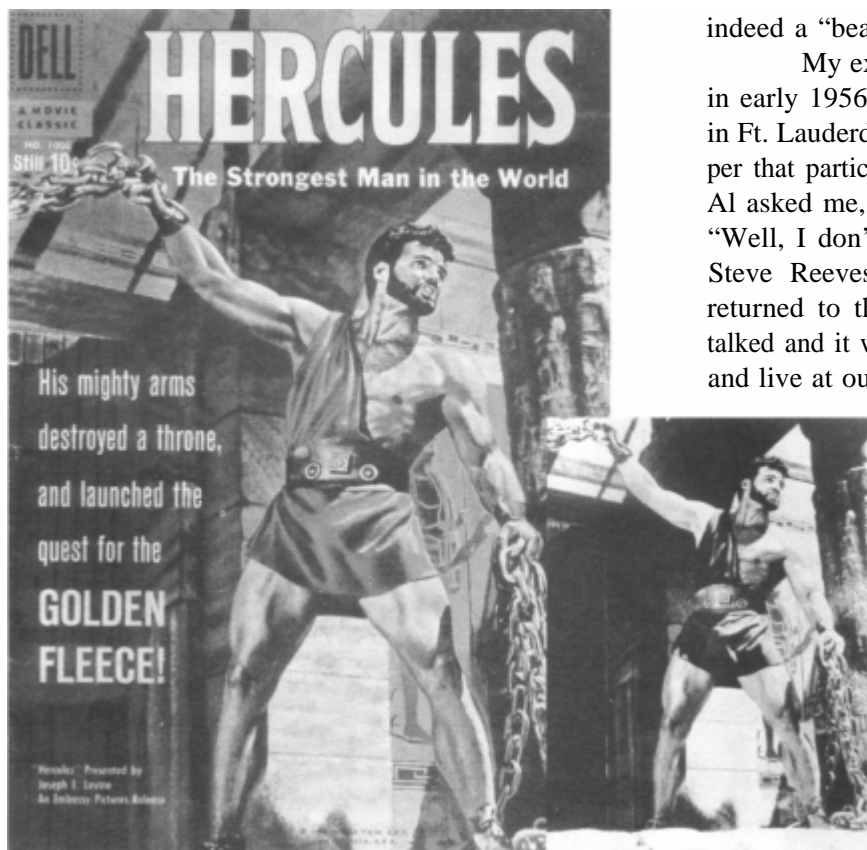 DELL
A MOVIE
CLASSIC
Still 10¢
HERCULES
The Strongest Man in the World
His mighty arms
destroyed a throne,
and launched the
quest for the
GOLDEN
FLEECE!
"Hercules" Presented by
Joseph E. Levine
An Embassy Pictures Release
indeed a “bea
My ex
in early 1956
in Ft. Lauderd
per that partic
Al asked me,
“Well, I don’
Steve Reeves
returned to th
talked and it w
and live at ou